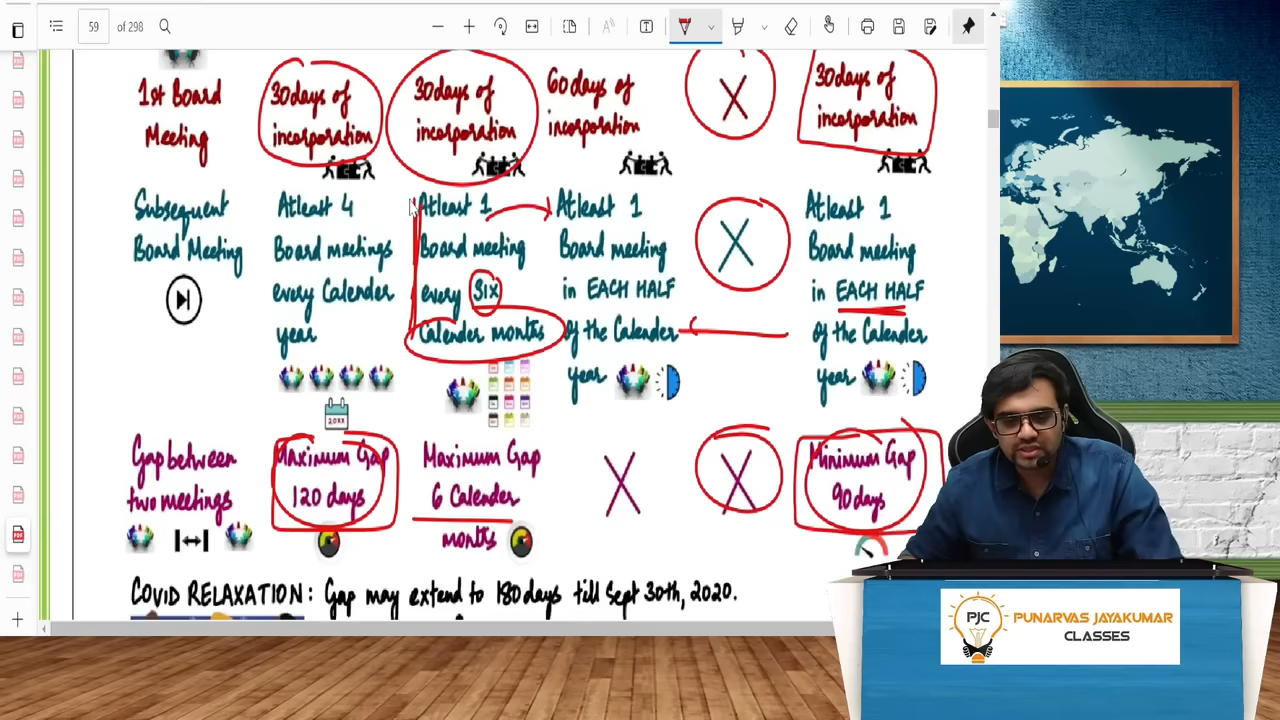 59 of 298
1st Board
Meeting
30days of
incorporation
30days of
incorporation
60days of
incorporation
X
30days of
incorporation
Subsequent
Board Meeting
Atleast 4
Board meetings
every Calender
year
Atleast 1
Board meeting
every Six
Calender months
Atleast 1
Board meeting
in EACH HALF
of the Calender
year
X
Atleast 1
Board meeting
in EACH HALF
of the Calender
year
20XX
Gap between
two meetings
Maximum Gap
120 days
Maximum Gap
6 Calender
months
X
X
Minimum Gap
90days
COVID RELAXATION: Gap may extend to 180days till Sept 30th, 2020.
PJC
PUNARVAS JAYAKUMAR
CLASSES